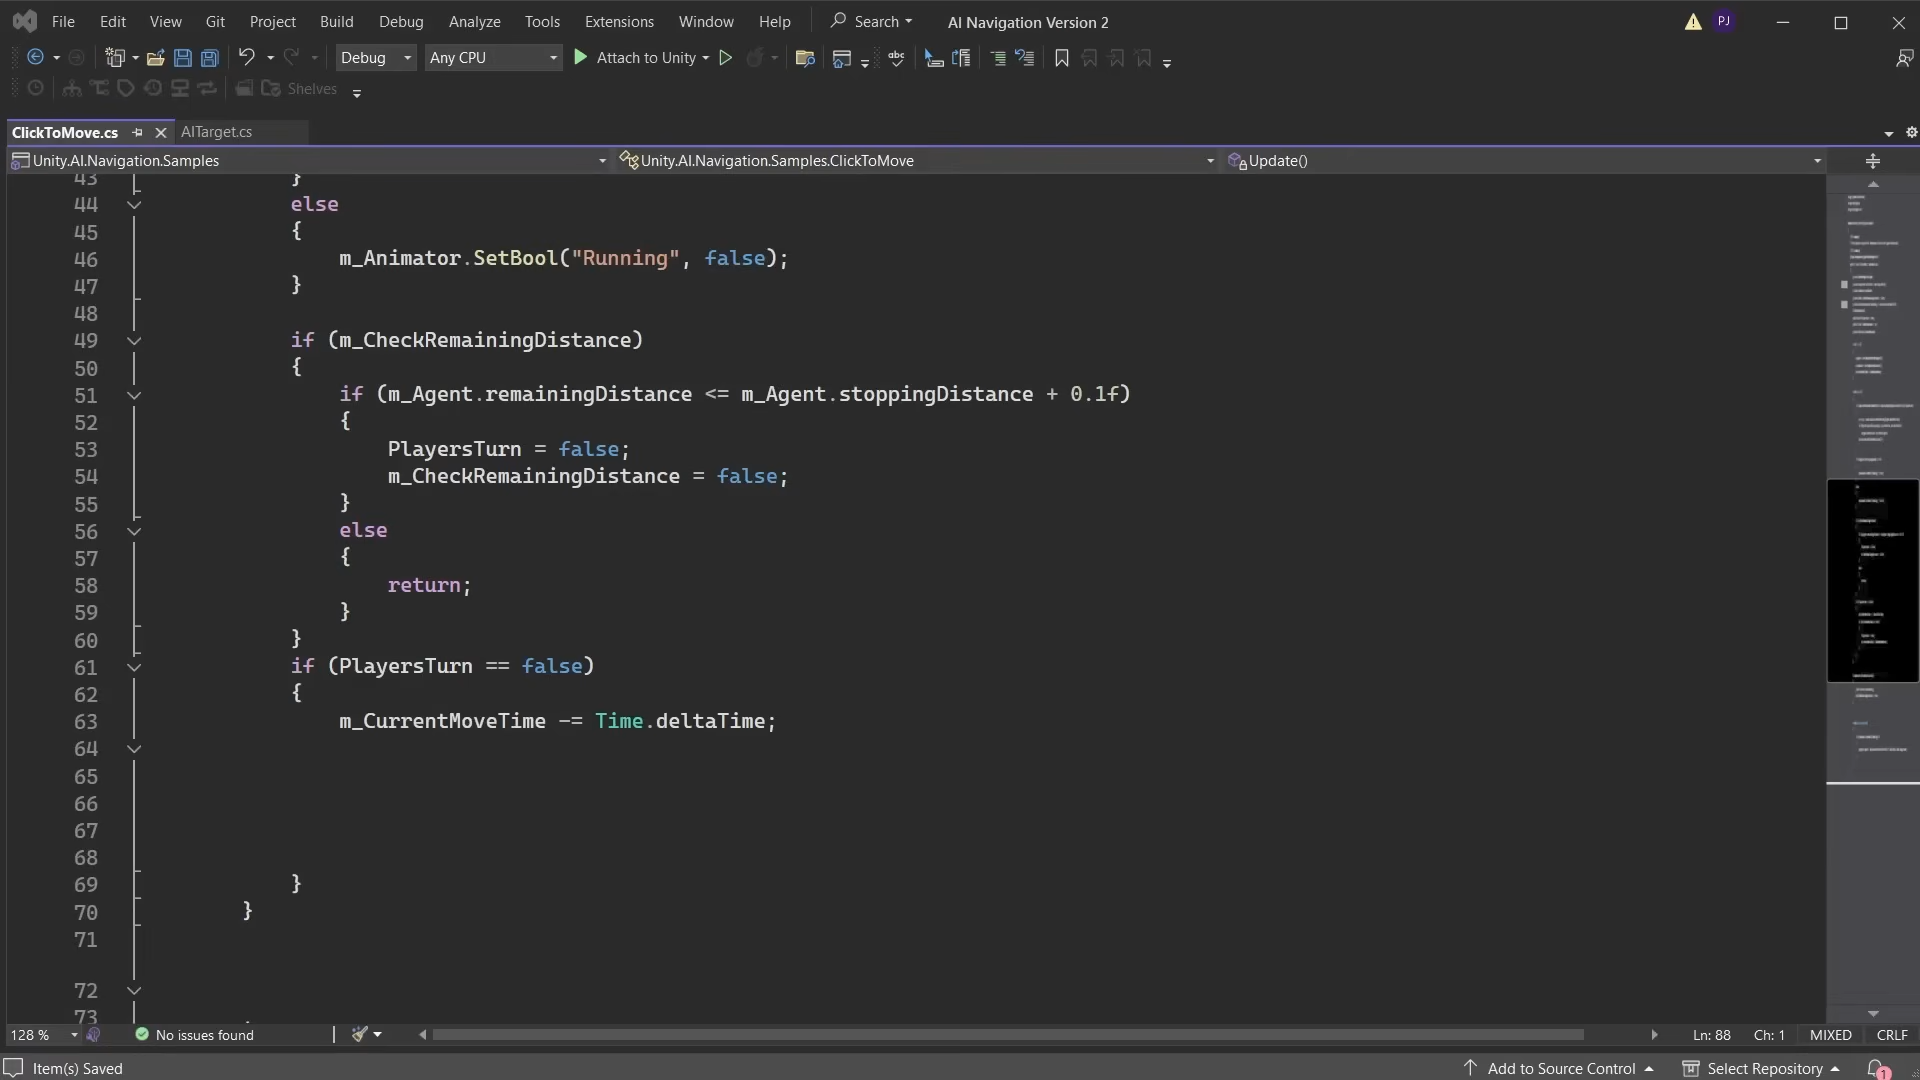 File Edit View Git Project Build Debug Analyze Tools Extensions Window Help Search AI Navigation Version 2 PJ
Debug Any CPU Attach to Unity abc
Shelves
ClickToMove.cs AITarget.cs
Unity.AI.Navigation.Samples Unity.AI.Navigation.Samples.ClickToMove Update()
43 }
44 else
45 {
46 m_Animator.SetBool("Running", false);
47 }
48
49 if (m_CheckRemainingDistance)
50 {
51 if (m_Agent.remainingDistance <= m_Agent.stoppingDistance + 0.1f)
52 {
53 PlayersTurn = false;
54 m_CheckRemainingDistance = false;
55 }
56 else
57 {
58 return;
59 }
60 }
61 if (PlayersTurn == false)
62 {
63 m_CurrentMoveTime -= Time.deltaTime;
64
65
66
67
68
69 }
70 }
71
72
73
128 % No issues found Ln: 88 Ch: 1 MIXED CRLF
Item(s) Saved Add to Source Control Select Repository 1